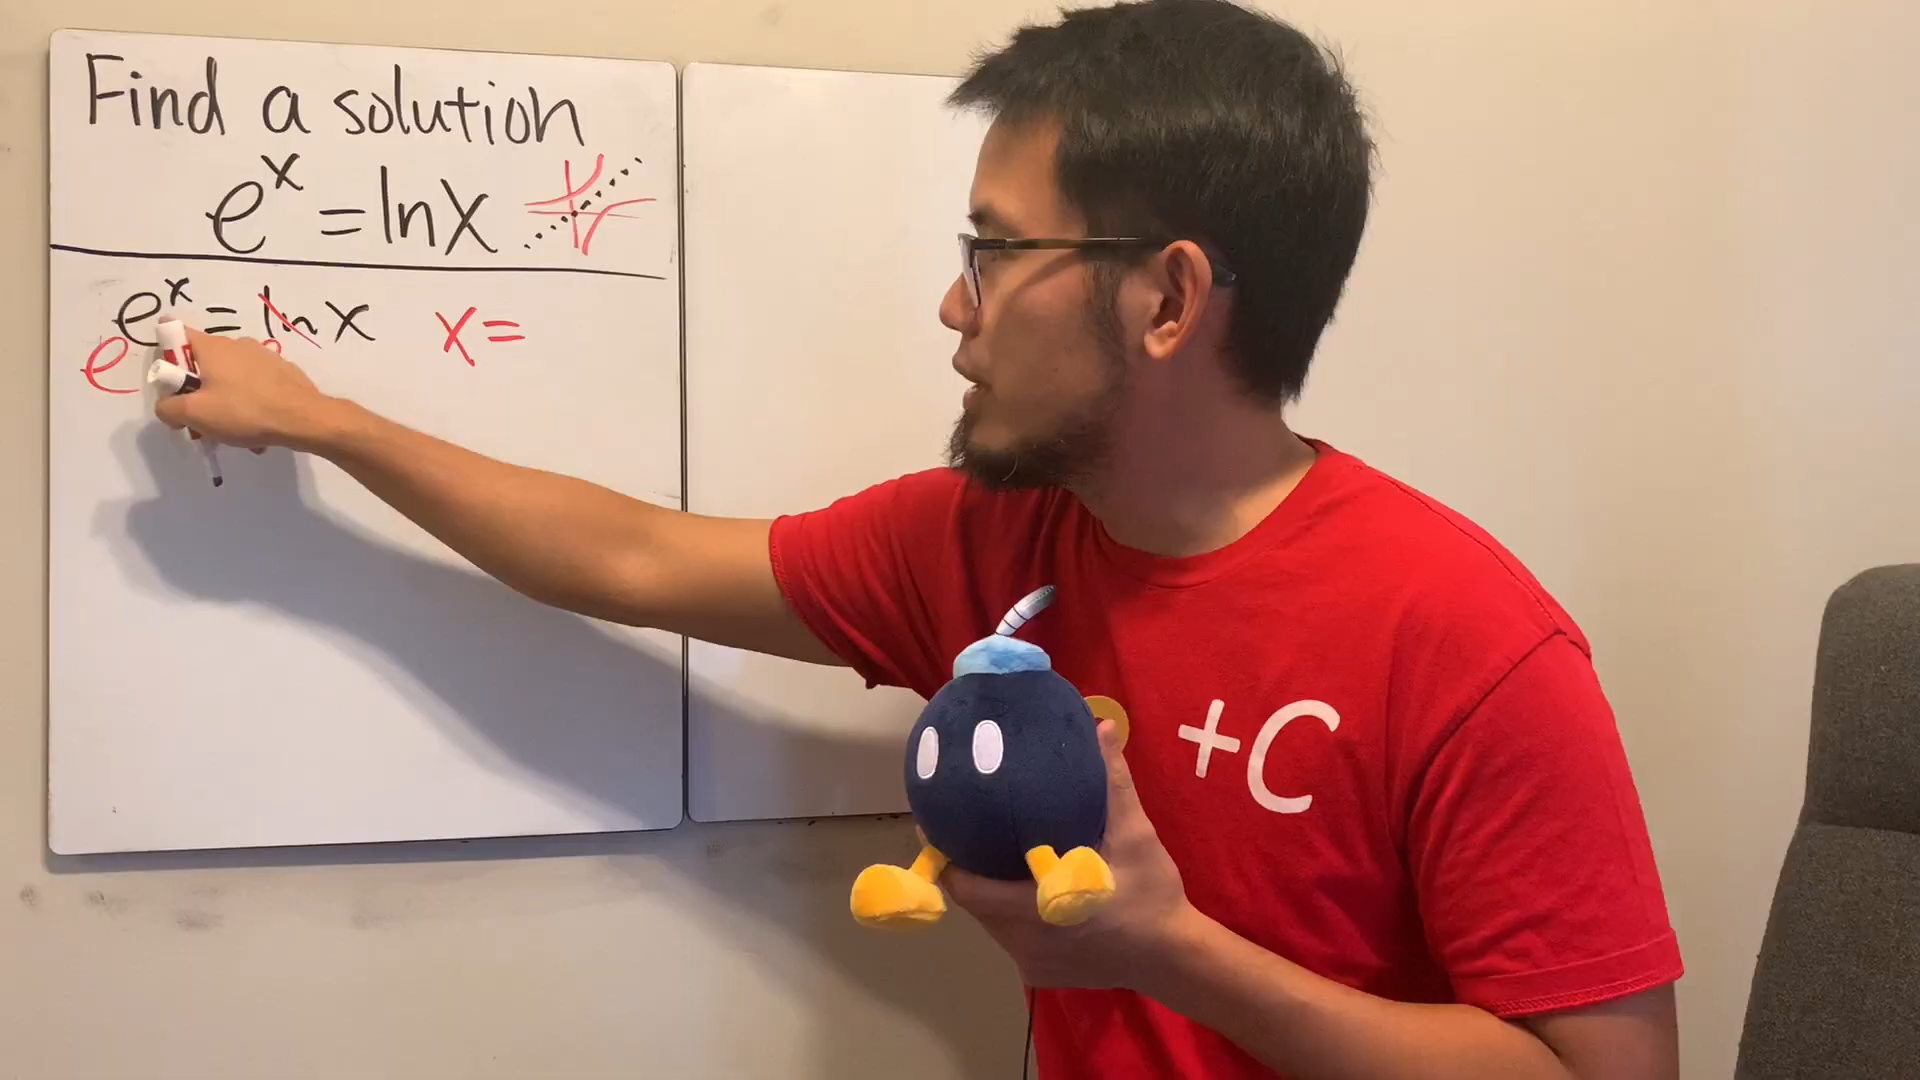 Find a solution
e^x = ln x
e^x = ln x x =
e e
+C